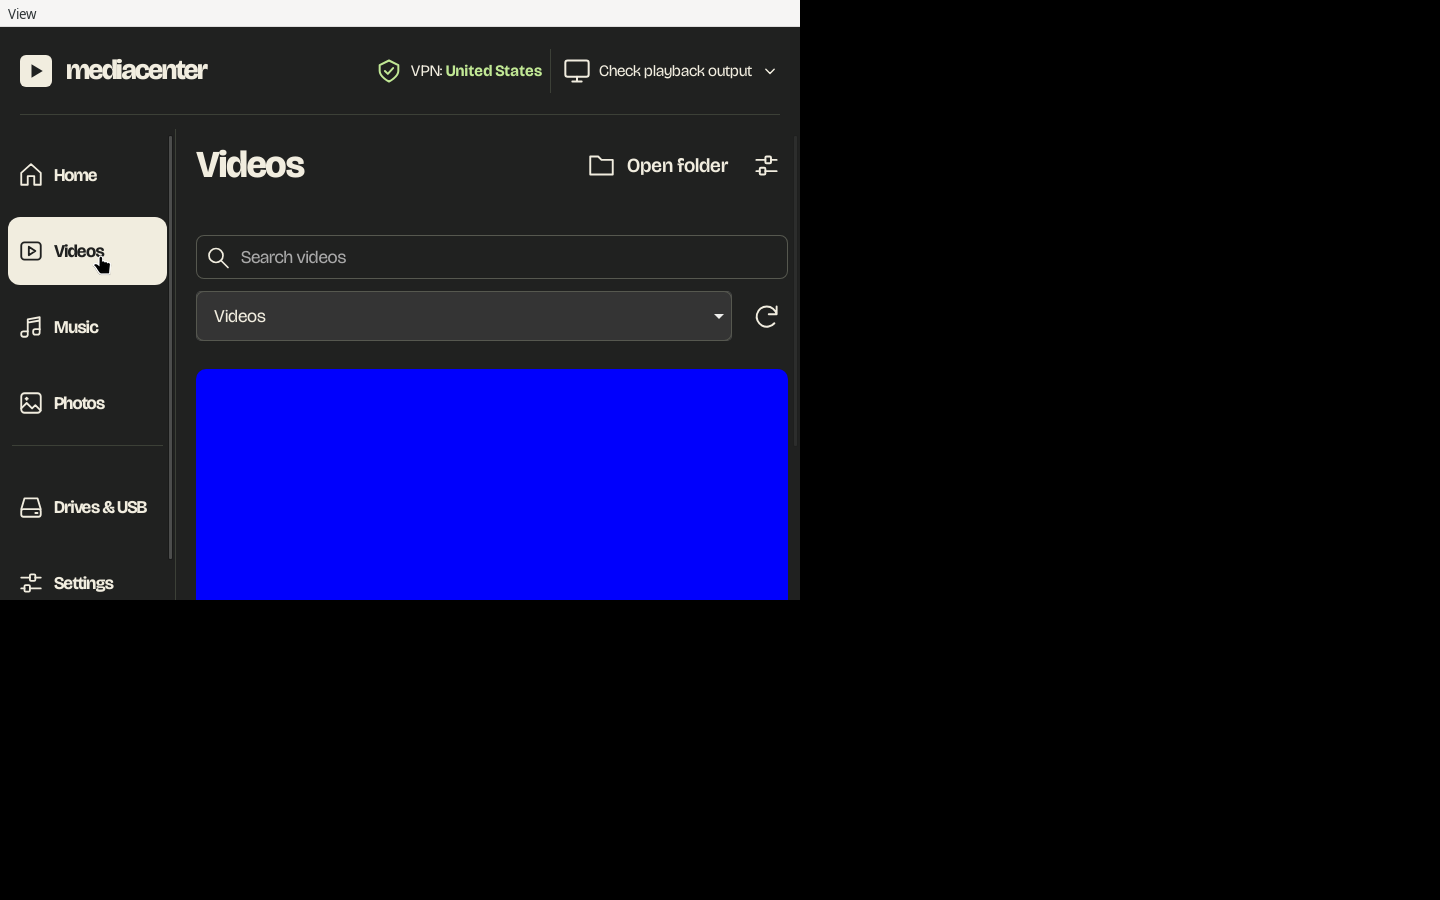 View
mediacenter
VPN: United States
Check playback output
Home
Videos
Music
Photos
Drives & USB
Settings
Videos
Open folder
Search videos
Videos